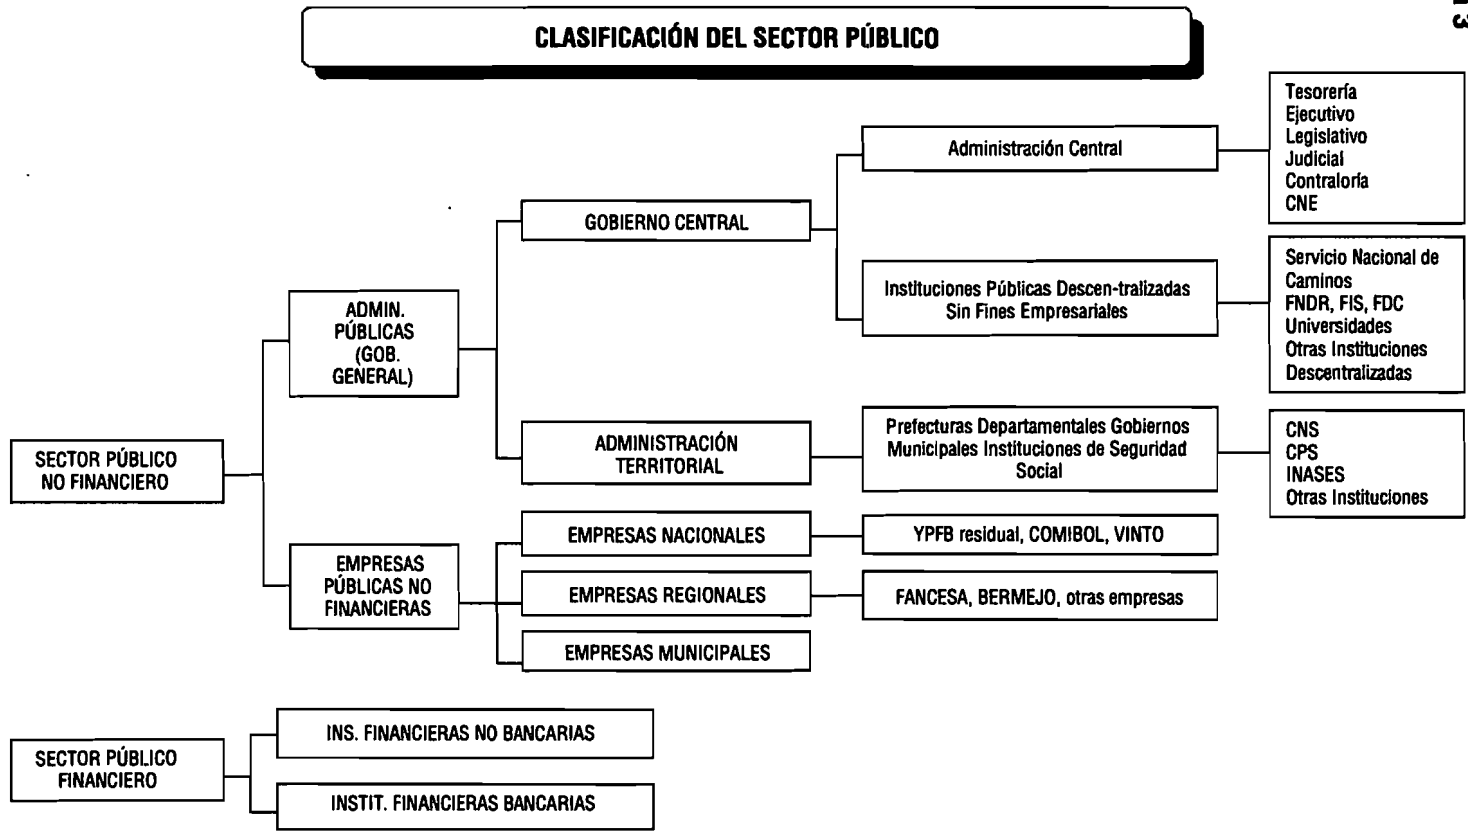 13
CLASIFICACIÓN DEL SECTOR PÚBLICO
SECTOR PÚBLICO
NO FINANCIERO
ADMIN.
PÚBLICAS
(GOB.
GENERAL)
GOBIERNO CENTRAL
Administración Central
Tesorería
Ejecutivo
Legislativo
Judicial
Contraloría
CNE
Instituciones Públicas Descen-tralizadas
Sin Fines Empresariales
Servicio Nacional de
Caminos
FNDR, FIS, FDC
Universidades
Otras Instituciones
Descentralizadas
ADMINISTRACIÓN
TERRITORIAL
Prefecturas Departamentales Gobiernos
Municipales Instituciones de Seguridad
Social
CNS
CPS
INASES
Otras Instituciones
EMPRESAS
PÚBLICAS NO
FINANCIERAS
EMPRESAS NACIONALES
YPFB residual, COMIBOL, VINTO
EMPRESAS REGIONALES
FANCESA, BERMEJO, otras empresas
EMPRESAS MUNICIPALES
SECTOR PÚBLICO
FINANCIERO
INS. FINANCIERAS NO BANCARIAS
INSTIT. FINANCIERAS BANCARIAS